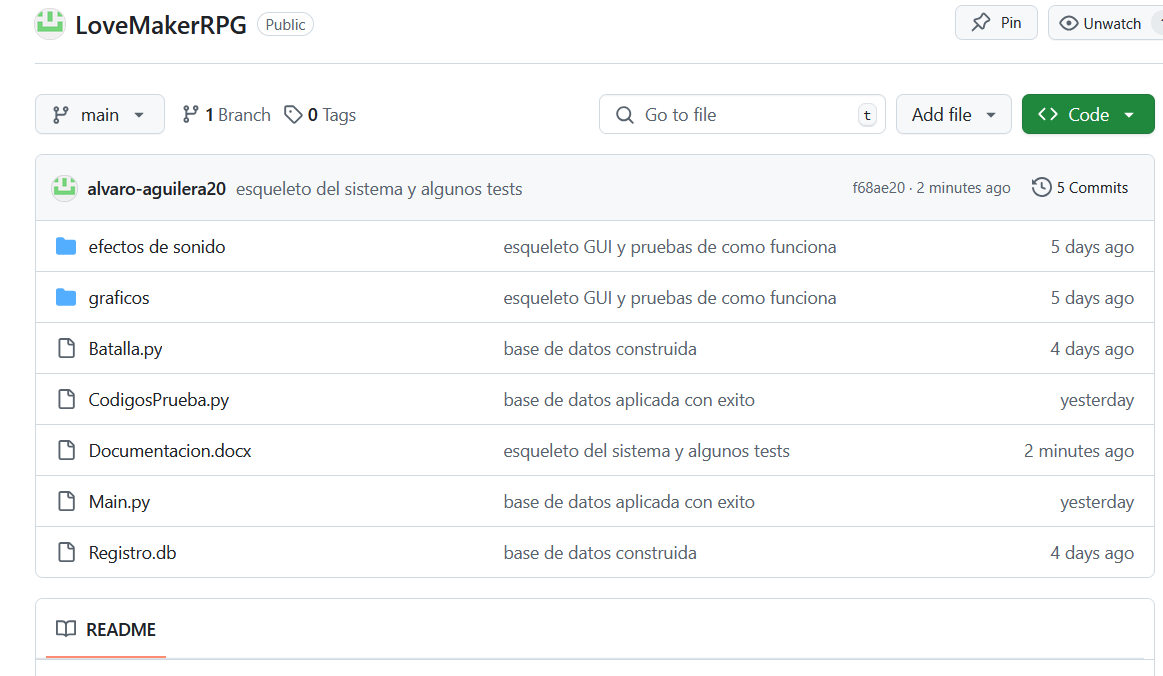 LoveMakerRPG Public Pin Unwatch
main 1 Branch 0 Tags Go to file t Add file Code
alvaro-aguilera20 esqueleto del sistema y algunos tests f68ae20 · 2 minutes ago 5 Commits
efectos de sonido esqueleto GUI y pruebas de como funciona 5 days ago
graficos esqueleto GUI y pruebas de como funciona 5 days ago
Batalla.py base de datos construida 4 days ago
CodigosPrueba.py base de datos aplicada con exito yesterday
Documentacion.docx esqueleto del sistema y algunos tests 2 minutes ago
Main.py base de datos aplicada con exito yesterday
Registro.db base de datos construida 4 days ago
README